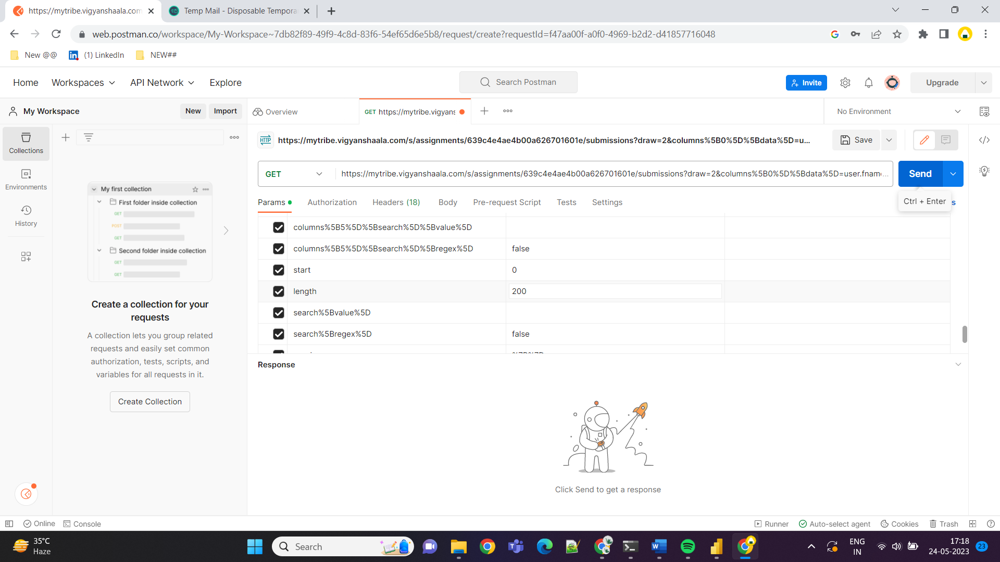 https://mytribe.vigyanshaala.com
Temp Mail - Disposable Tempora
web.postman.co/workspace/My-Workspace~7db82f89-49f9-4c8d-83f6-54ef65d6e5b8/request/create?requestId=f47aa00f-a0f0-4969-b2d2-d41857716048
New @@
(1) LinkedIn
NEW##
Home
Workspaces
API Network
Explore
Search Postman
Invite
Upgrade
My Workspace
New
Import
Overview
GET https://mytribe.vigyans
No Environment
Collections
Environments
History
HTTP
https://mytribe.vigyanshaala.com/s/assignments/639c4e4ae4b00a626701601e/submissions?draw=2&columns%5B0%5D%5Bdata%5D=u...
Save
GET
https://mytribe.vigyanshaala.com/s/assignments/639c4e4ae4b00a626701601e/submissions?draw=2&columns%5B0%5D%5Bdata%5D=user.fname...
Send
Ctrl + Enter
s
Params
Authorization
Headers (18)
Body
Pre-request Script
Tests
Settings
columns%5B5%5D%5Bsearch%5D%5Bvalue%5D
columns%5B5%5D%5Bsearch%5D%5Bregex%5D false
start 0
length 200
search%5Bvalue%5D
search%5Bregex%5D false
My first collection
First folder inside collection
GET
POST
GET
Second folder inside collection
GET
GET
Create a collection for your
requests
A collection lets you group related
requests and easily set common
authorization, tests, scripts, and
variables for all requests in it.
Create Collection
Response
Click Send to get a response
Online
Console
Runner
Auto-select agent
Cookies
Trash
35°C
Haze
Search
ENG
IN
17:18
24-05-2023
23